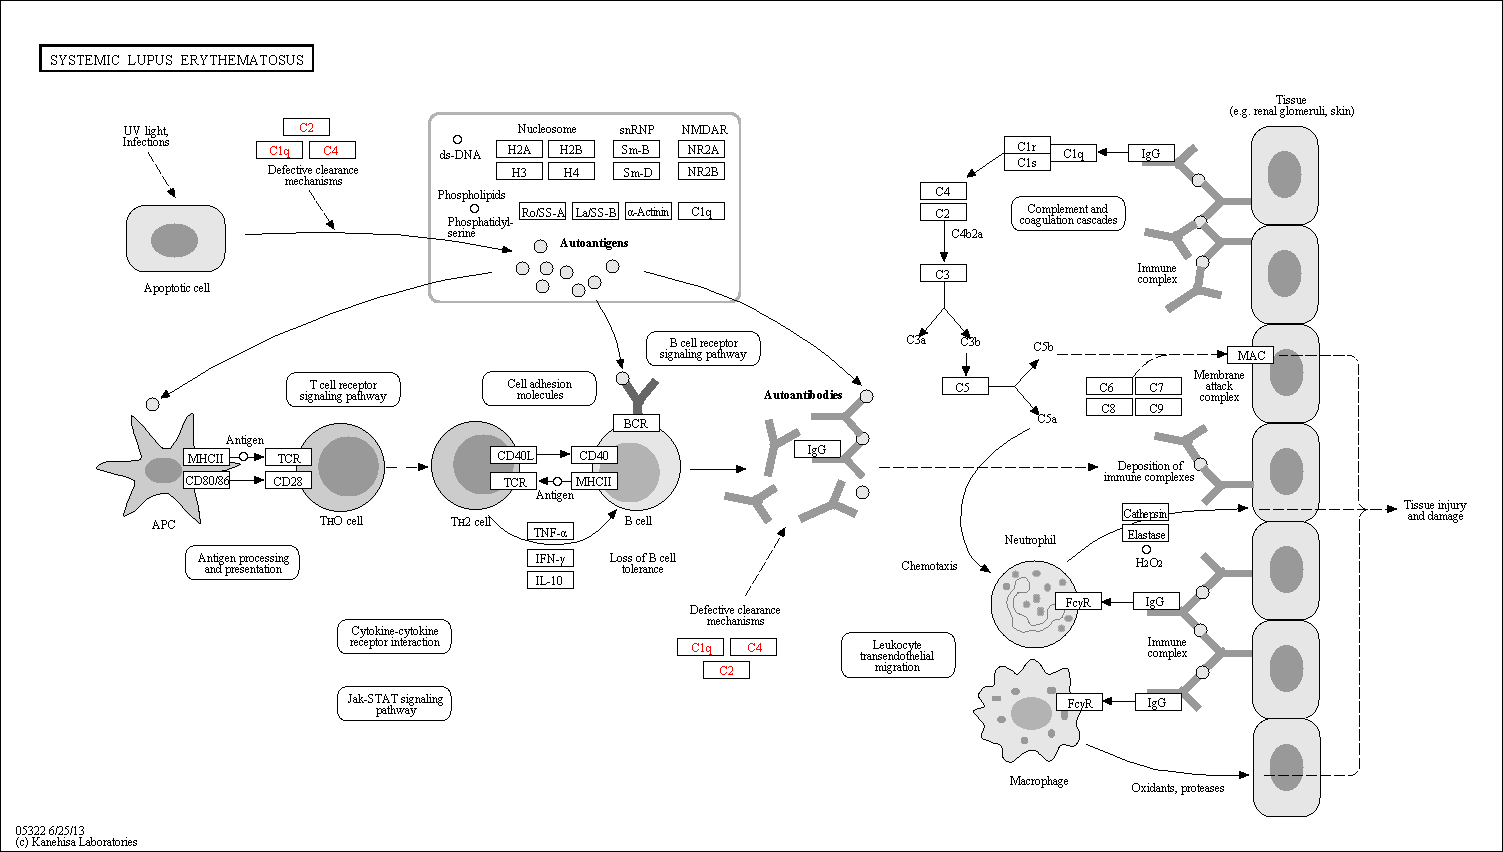 SYSTEMIC LUPUS ERYTHEMATOSUS
UV light,
Infections
C2
C1q
C4
Defective clearance
mechanisms
Apoptotic cell
ds-DNA
Nucleosome
H2A
H2B
H3
H4
snRNP
Sm-B
Sm-D
NMDAR
NR2A
NR2B
Phospholipids
Phosphatidyl-
serine
Ro/SS-A
La/SS-B
α-Actinin
C1q
Autoantigens
T cell receptor
signaling pathway
Cell adhesion
molecules
B cell receptor
signaling pathway
Autoantibodies
IgG
MHCII
Antigen
TCR
CD80/86
CD28
APC
TH0 cell
CD40L
CD40
TCR
Antigen
MHCII
BCR
TH2 cell
B cell
TNF-α
IFN-γ
IL-10
Loss of B cell
tolerance
Antigen processing
and presentation
Cytokine-cytokine
receptor interaction
Jak-STAT signaling
pathway
Defective clearance
mechanisms
C1q
C4
C2
Leukocyte
transendothelial
migration
Tissue
(e.g. renal glomeruli, skin)
C1r
C1s
C1q
IgG
C4
C2
C4b2a
Complement and
coagulation cascades
Immune
complex
C3
C3a
C3b
C5
C5b
C5a
MAC
Membrane
attack
complex
C6
C7
C8
C9
Deposition of
immune complexes
Tissue injury
and damage
Cathepsin
Elastase
H2O2
Neutrophil
Chemotaxis
FcγR
IgG
Immune
complex
FcγR
IgG
Macrophage
Oxidants, proteases
05322 6/25/13
(c) Kanehisa Laboratories